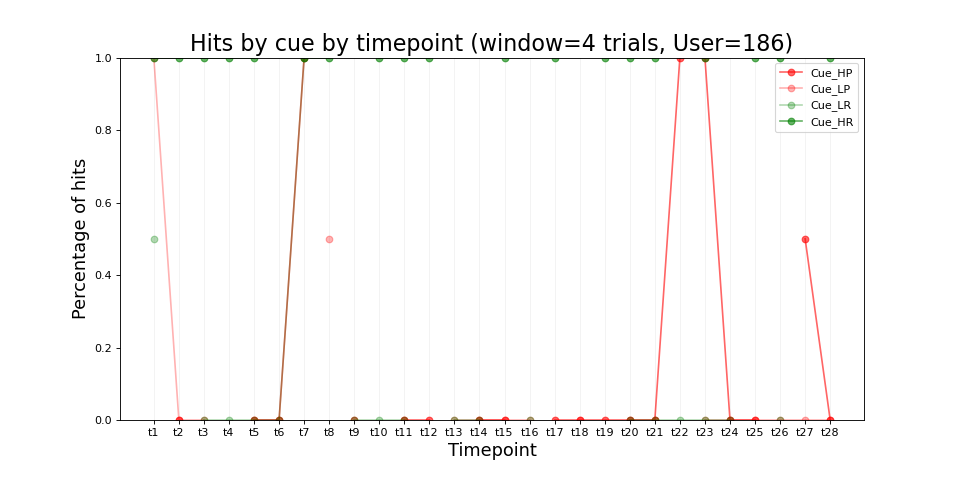 Hits by cue by timepoint (window=4 trials, User=186)
Percentage of hits
1.0
0.8
0.6
0.4
0.2
0.0
Cue_HP
Cue_LP
Cue_LR
Cue_HR
t1 t2 t3 t4 t5 t6 t7 t8 t9 t10 t11 t12 t13 t14 t15 t16 t17 t18 t19 t20 t21 t22 t23 t24 t25 t26 t27 t28
Timepoint